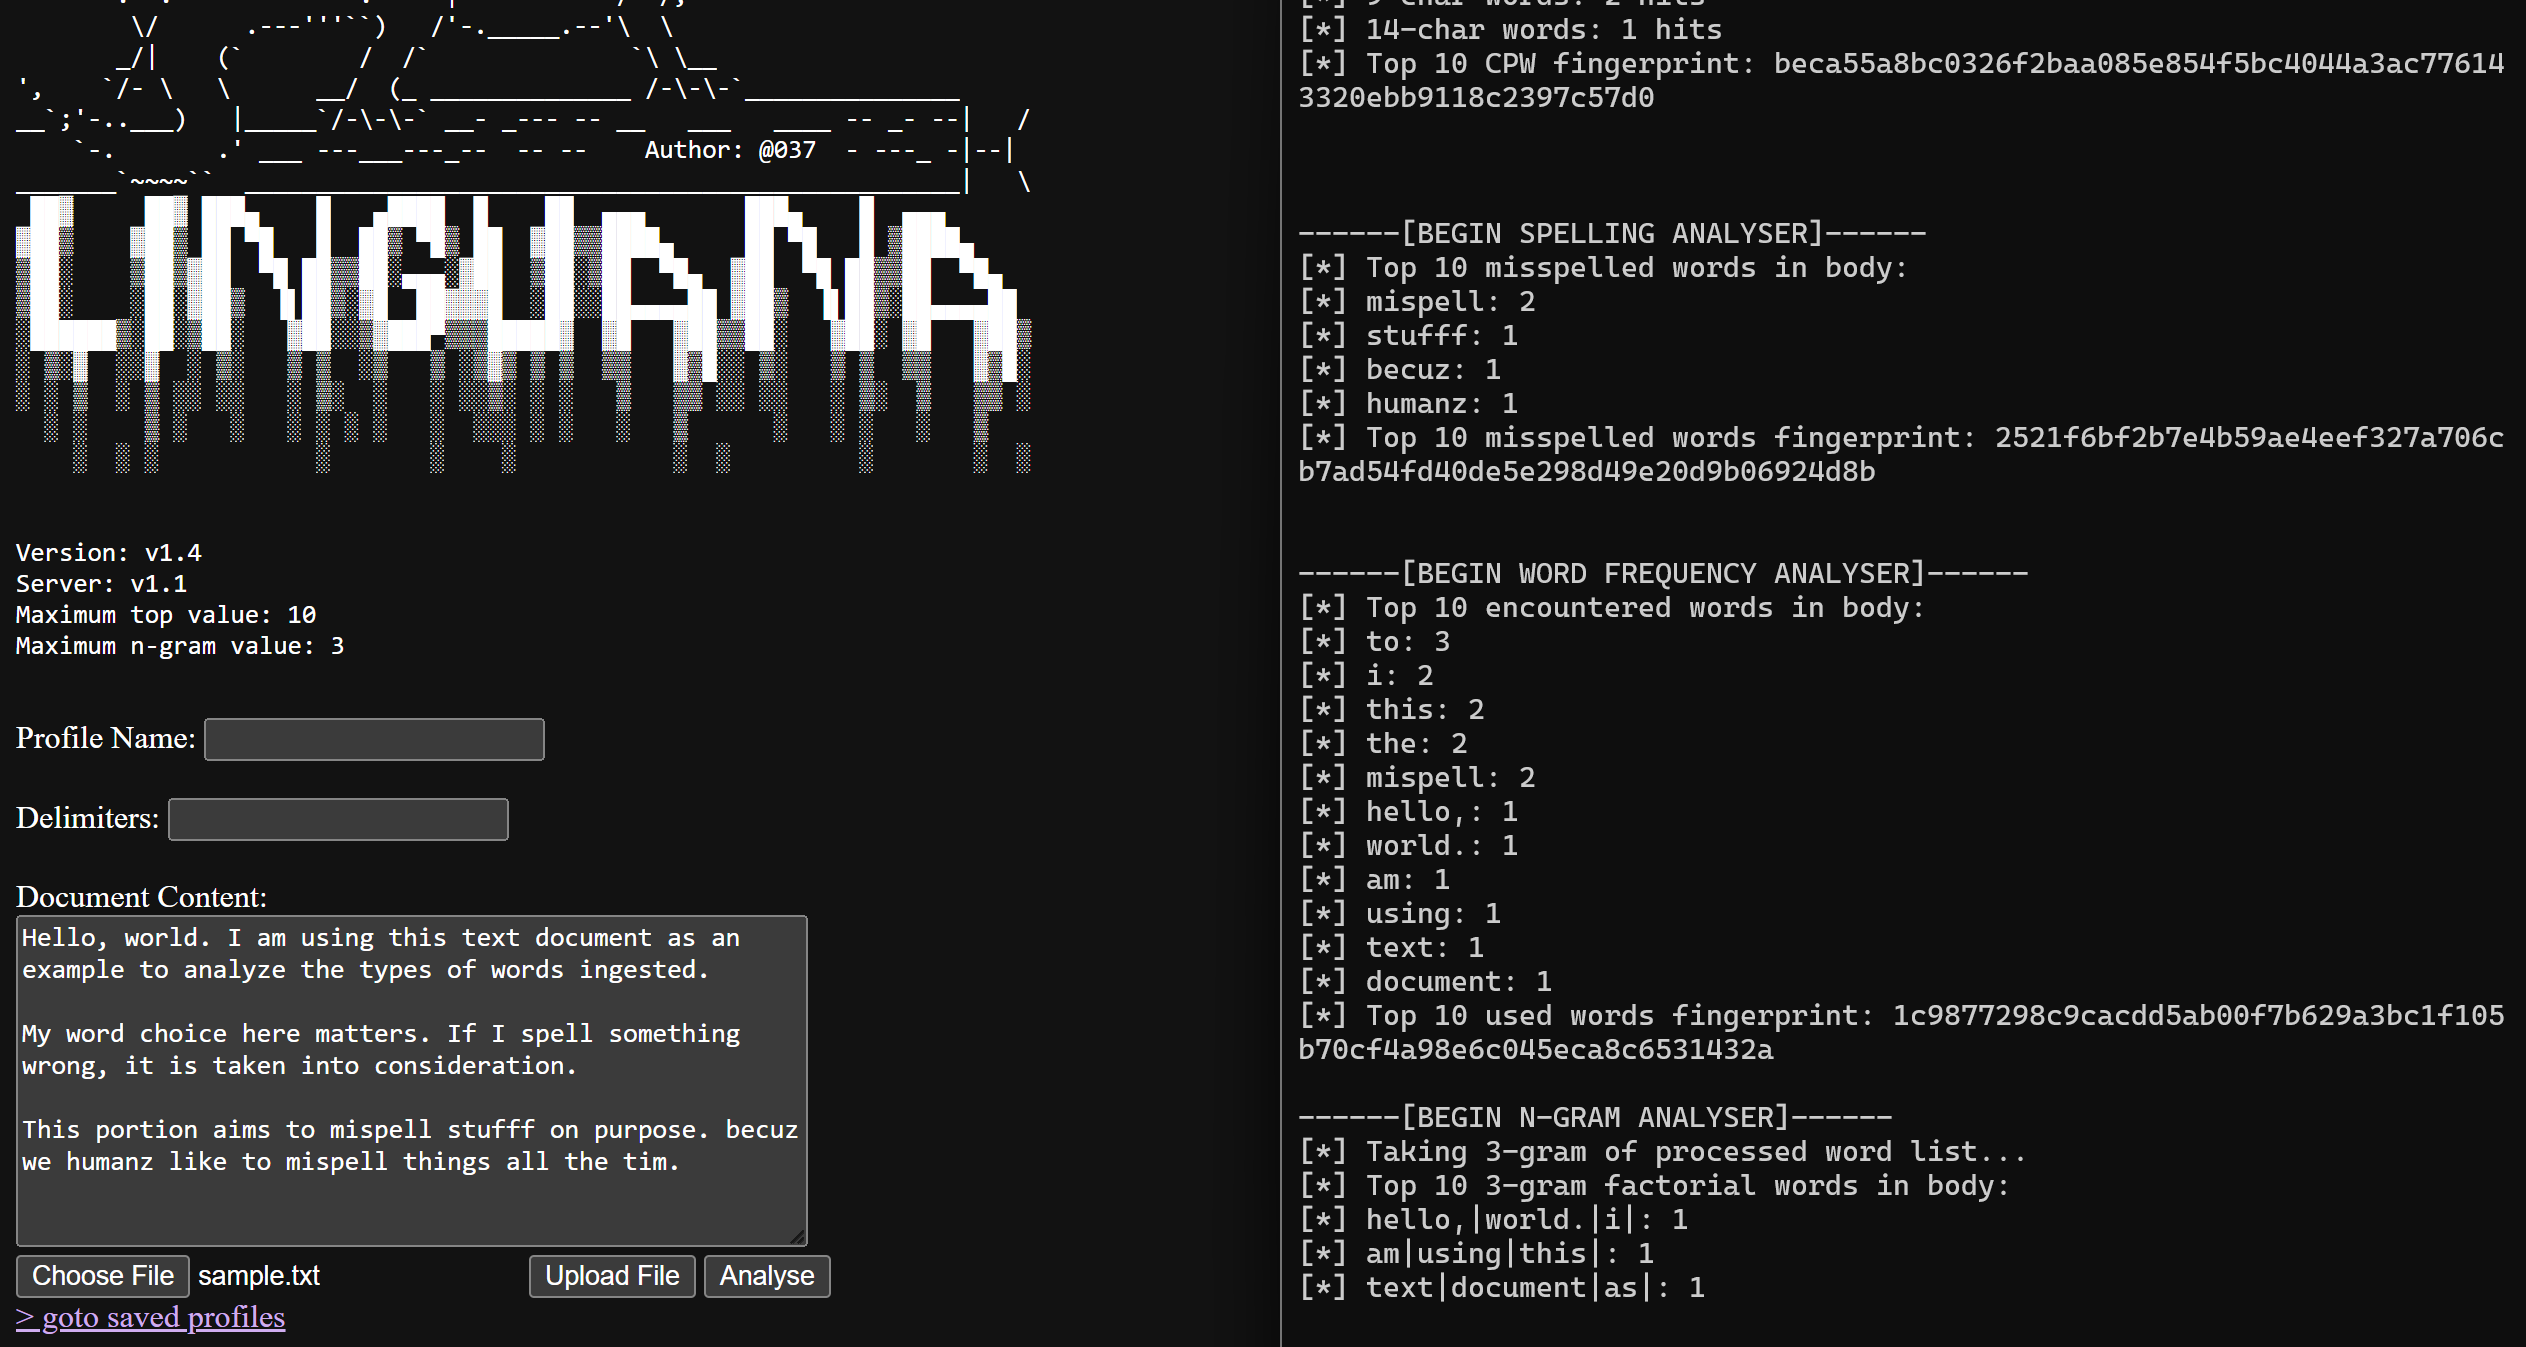 Author: @037
LINGUANA
Version: v1.4
Server: v1.1
Maximum top value: 10
Maximum n-gram value: 3
Profile Name:
Delimiters:
Document Content:
Hello, world. I am using this text document as an
example to analyze the types of words ingested.
My word choice here matters. If I spell something
wrong, it is taken into consideration.
This portion aims to mispell stufff on purpose. becuz
we humanz like to mispell things all the tim.
Choose File sample.txt Upload File Analyse
> goto saved profiles
[*] 9-char words: 2 hits
[*] 14-char words: 1 hits
[*] Top 10 CPW fingerprint: beca55a8bc0326f2baa085e854f5bc4044a3ac77614
3320ebb9118c2397c57d0
------[BEGIN SPELLING ANALYSER]------
[*] Top 10 misspelled words in body:
[*] mispell: 2
[*] stufff: 1
[*] becuz: 1
[*] humanz: 1
[*] Top 10 misspelled words fingerprint: 2521f6bf2b7e4b59ae4eef327a706c
b7ad54fd40de5e298d49e20d9b06924d8b
------[BEGIN WORD FREQUENCY ANALYSER]------
[*] Top 10 encountered words in body:
[*] to: 3
[*] i: 2
[*] this: 2
[*] the: 2
[*] mispell: 2
[*] hello,: 1
[*] world.: 1
[*] am: 1
[*] using: 1
[*] text: 1
[*] document: 1
[*] Top 10 used words fingerprint: 1c9877298c9cacdd5ab00f7b629a3bc1f105
b70cf4a98e6c045eca8c6531432a
------[BEGIN N-GRAM ANALYSER]------
[*] Taking 3-gram of processed word list...
[*] Top 10 3-gram factorial words in body:
[*] hello,|world.|i|: 1
[*] am|using|this|: 1
[*] text|document|as|: 1